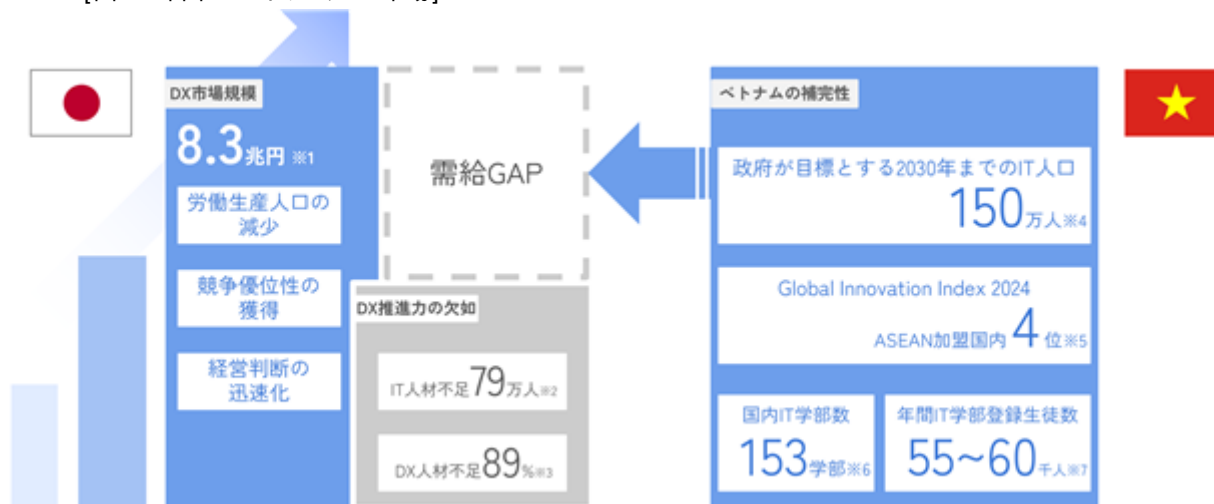 DX市場規模
8.3兆円 ※1
労働生産人口の
減少
競争優位性の
獲得
経営判断の
迅速化
需給GAP
DX推進力の欠如
IT人材不足79万人※2
DX人材不足89%※3
ベトナムの補完性
政府が目標とする2030年までのIT人口
150万人※4
Global Innovation Index 2024
ASEAN加盟国内 4 位※5
国内IT学部数
153学部※6
年間IT学部登録生徒数
55~60千人※7